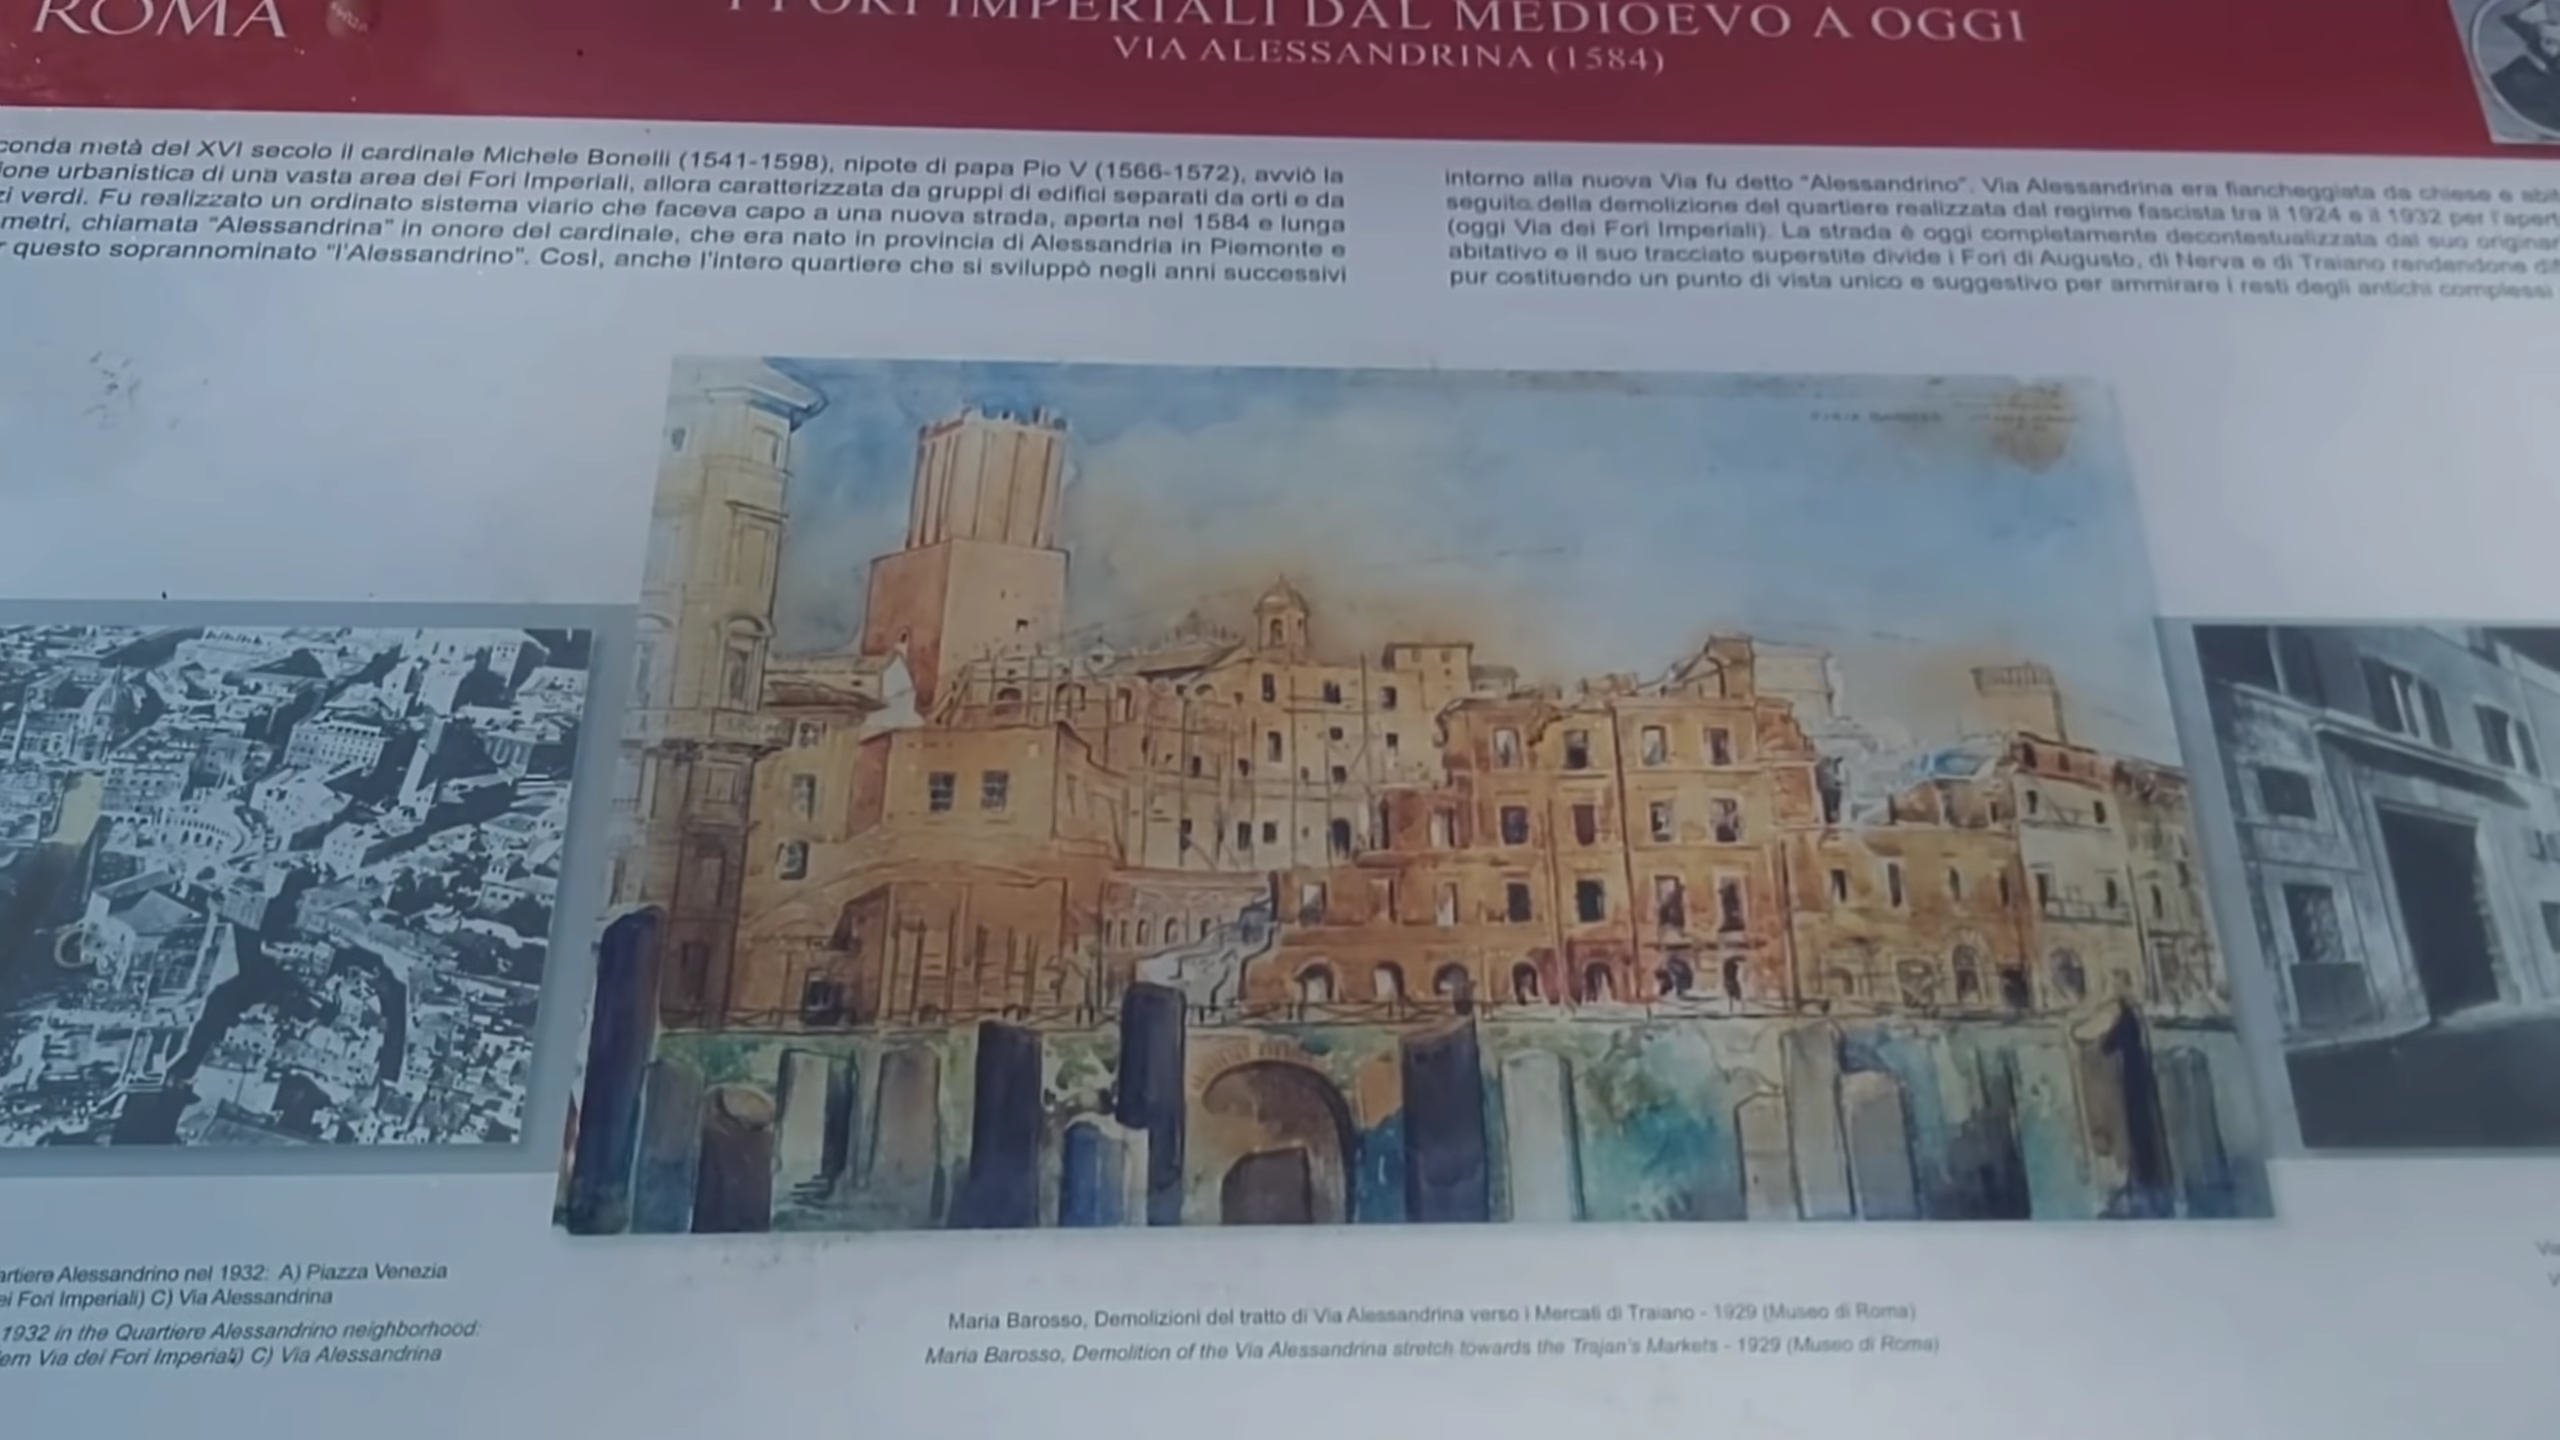 ROMA
I FORI IMPERIALI DAL MEDIOEVO A OGGI
VIA ALESSANDRINA (1584)
conda metà del XVI secolo il cardinale Michele Bonelli (1541-1598), nipote di papa Pio V (1566-1572), avviò la
ione urbanistica di una vasta area dei Fori Imperiali, allora caratterizzata da gruppi di edifici separati da orti e da
zi verdi. Fu realizzato un ordinato sistema viario che faceva capo a una nuova strada, aperta nel 1584 e lunga
metri, chiamata "Alessandrina" in onore del cardinale, che era nato in provincia di Alessandria in Piemonte e
r questo soprannominato "l'Alessandrino". Così, anche l'intero quartiere che si sviluppò negli anni successivi
intorno alla nuova Via fu detto "Alessandrino". Via Alessandrina era fiancheggiata da chiese e abit
seguito della demolizione del quartiere realizzata dal regime fascista tra il 1924 e il 1932 per l'apert
(oggi Via dei Fori Imperiali). La strada è oggi completamente decontestualizzata dal suo originar
abitativo e il suo tracciato superstite divide i Fori di Augusto, di Nerva e di Traiano rendendone dif
pur costituendo un punto di vista unico e suggestivo per ammirare i resti degli antichi complessi
artiere Alessandrino nel 1932: A) Piazza Venezia
ei Fori Imperiali) C) Via Alessandrina
1932 in the Quartiere Alessandrino neighborhood:
ern Via dei Fori Imperiali) C) Via Alessandrina
Maria Barosso, Demolizioni del tratto di Via Alessandrina verso i Mercati di Traiano - 1929 (Museo di Roma)
Maria Barosso, Demolition of the Via Alessandrina stretch towards the Trajan's Markets - 1929 (Museo di Roma)